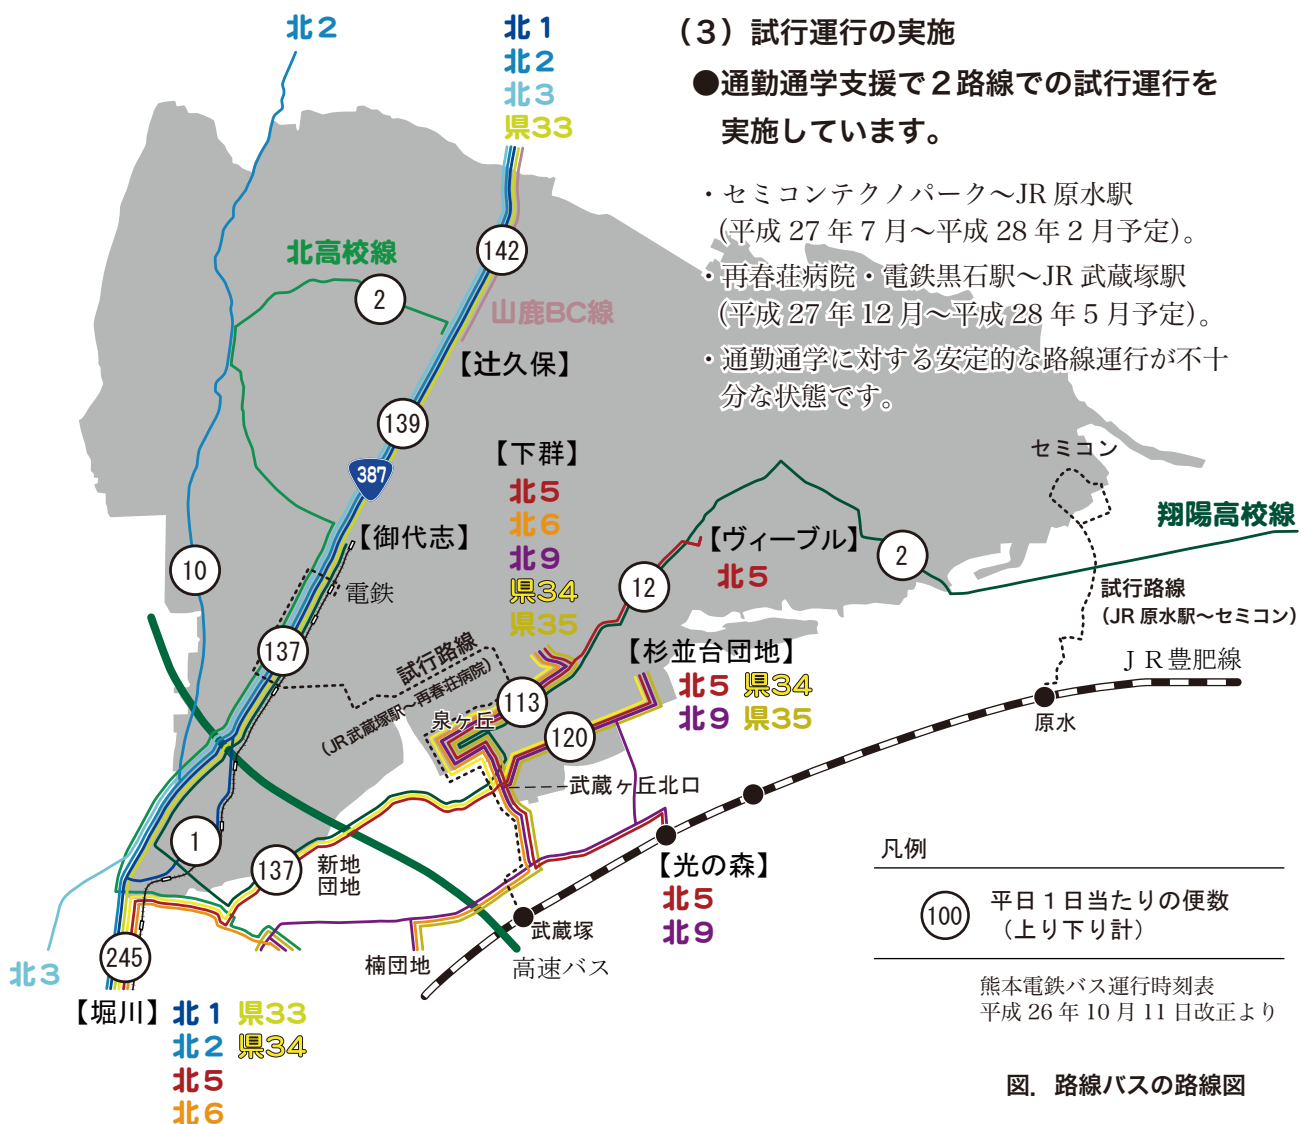 北2
北1
北2
北3
県33
(3)試行運行の実施
●通勤通学支援で2路線での試行運行を
実施しています。
・セミコンテクノパーク〜JR 原水駅
(平成 27 年 7 月〜平成 28 年 2 月予定)。
・再春荘病院・電鉄黒石駅〜JR 武蔵塚駅
(平成 27 年 12 月〜平成 28 年 5 月予定)。
・通勤通学に対する安定的な路線運行が不十
分な状態です。
北高校線
2
142
山鹿BC線
【辻久保】
139
387
【御代志】
電鉄
10
137
【下群】
北5
北6
北9
県34
県35
【ヴィーブル】
北5
12
2
セミコン
翔陽高校線
試行路線
(JR 原水駅〜セミコン)
JR豊肥線
原水
試行路線
(JR武蔵塚駅〜再春荘病院)
【杉並台団地】
北5 県34
北9 県35
113
泉ヶ丘
120
武蔵ヶ丘北口
1
137
新地
団地
【光の森】
北5
北9
武蔵塚
楠団地
高速バス
245
北3
【堀川】
北1 県33
北2 県34
北5
北6
凡例
100
平日1日当たりの便数
(上り下り計)
熊本電鉄バス運行時刻表
平成 26 年 10 月 11 日改正より
図. 路線バスの路線図